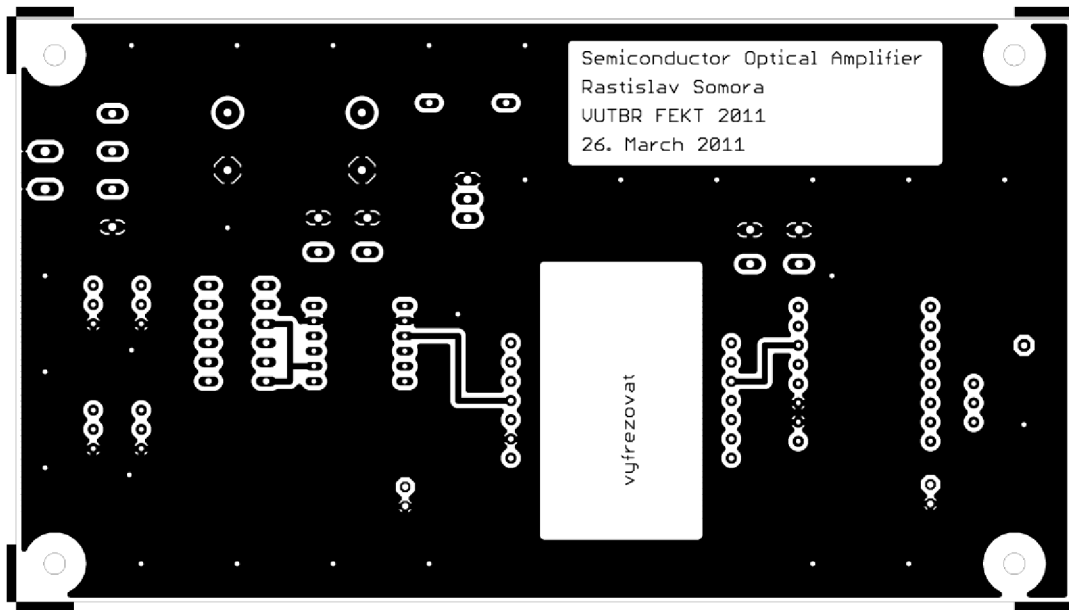 Semiconductor Optical Amplifier
Rastislav Somora
VUTBR FEKT 2011
26. March 2011
vyfrezovat